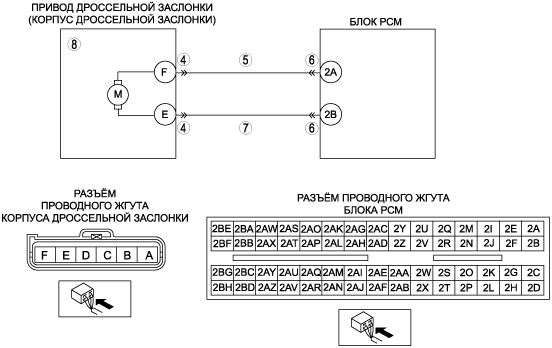 ПРИВОД ДРОССЕЛЬНОЙ ЗАСЛОНКИ
(КОРПУС ДРОССЕЛЬНОЙ ЗАСЛОНКИ)
БЛОК PCM
8
4 5 6
M F 2A
E 2B
4 7 6
РАЗЪЁМ
ПРОВОДНОГО ЖГУТА
КОРПУСА ДРОССЕЛЬНОЙ ЗАСЛОНКИ
F E D C B A
РАЗЪЁМ ПРОВОДНОГО ЖГУТА
БЛОКА PCM
2BE 2BA 2AW 2AS 2AO 2AK 2AG 2AC 2Y 2U 2Q 2M 2I 2E 2A
2BF 2BB 2AX 2AT 2AP 2AL 2AH 2AD 2Z 2V 2R 2N 2J 2F 2B
2BG 2BC 2AY 2AU 2AQ 2AM 2AI 2AE 2AA 2W 2S 2O 2K 2G 2C
2BH 2BD 2AZ 2AV 2AR 2AN 2AJ 2AF 2AB 2X 2T 2P 2L 2H 2D